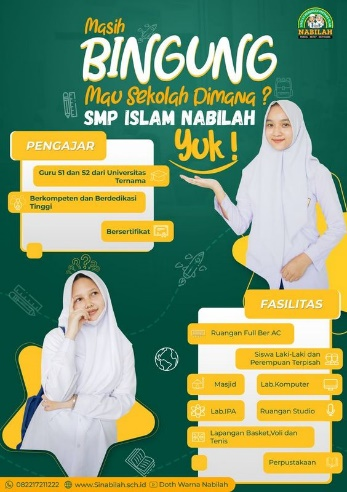 NABILAH
Masih
BINGUNG
Mau Sekolah Dimana ?
SMP ISLAM NABILAH
Yuk !
PENGAJAR
Guru S1 dan S2 dari Universitas
Ternama
Berkompeten dan Berdedikasi
Tinggi
Bersertifikat
FASILITAS
Ruangan Full Ber AC
Siswa Laki-Laki dan
Perempuan Terpisah
Masjid
Lab.Komputer
Lab.IPA
Ruangan Studio
Lapangan Basket,Voli dan
Tenis
Perpustakaan
082217211222
www.Sinabilah.sch.id
Doth Warna Nabilah